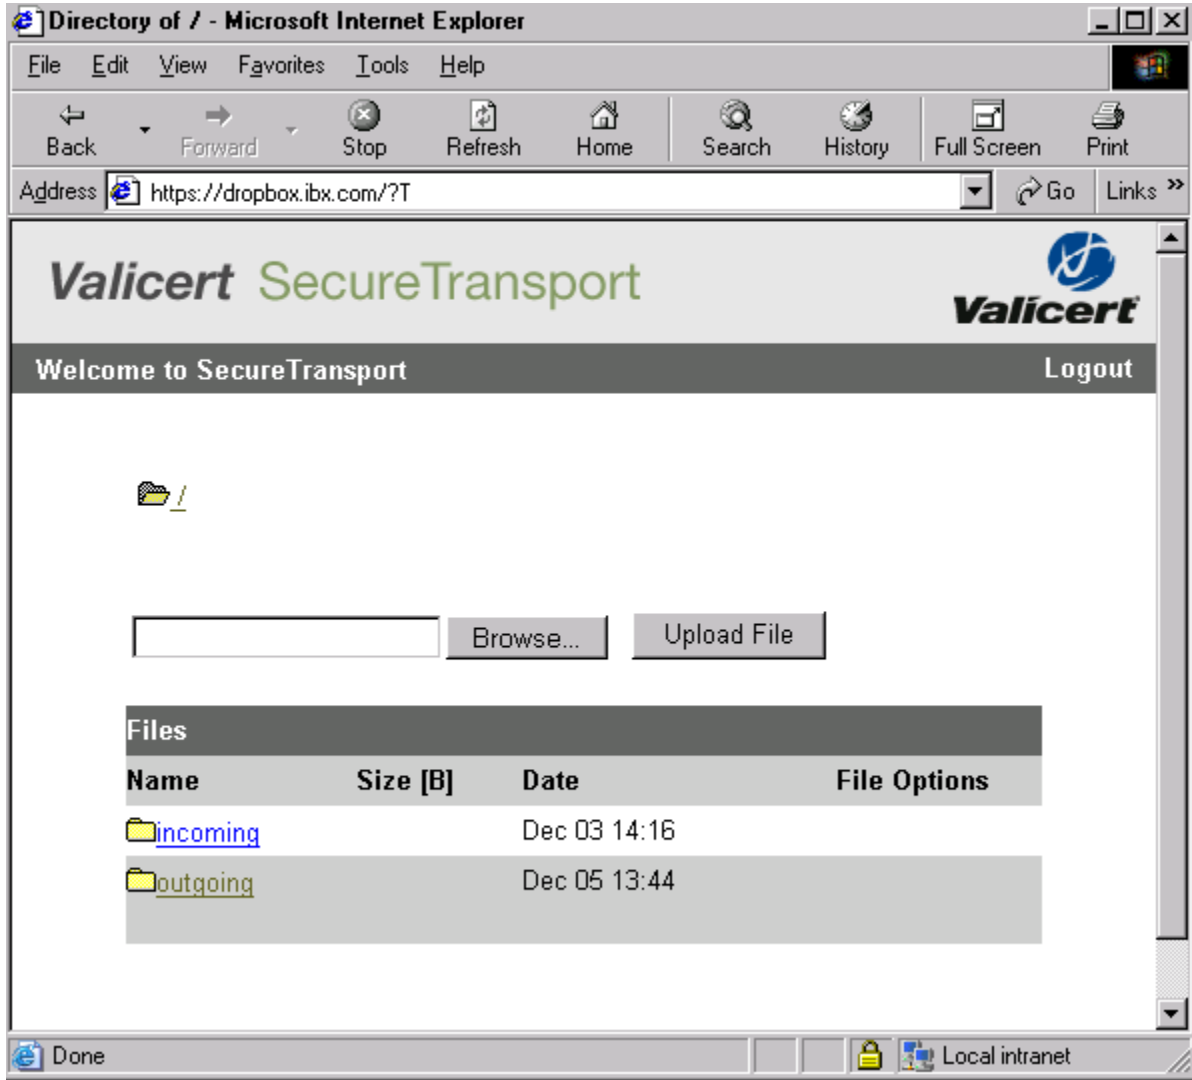 Directory of / - Microsoft Internet Explorer
File Edit View Favorites Tools Help
Back Forward Stop Refresh Home Search History Full Screen Print
Address https://dropbox.ibx.com/?T Go Links »
Valicert SecureTransport
Valicert
Welcome to SecureTransport Logout
/
Browse... Upload File
Files
Name Size [B] Date File Options
incoming Dec 03 14:16
outgoing Dec 05 13:44
Done Local intranet